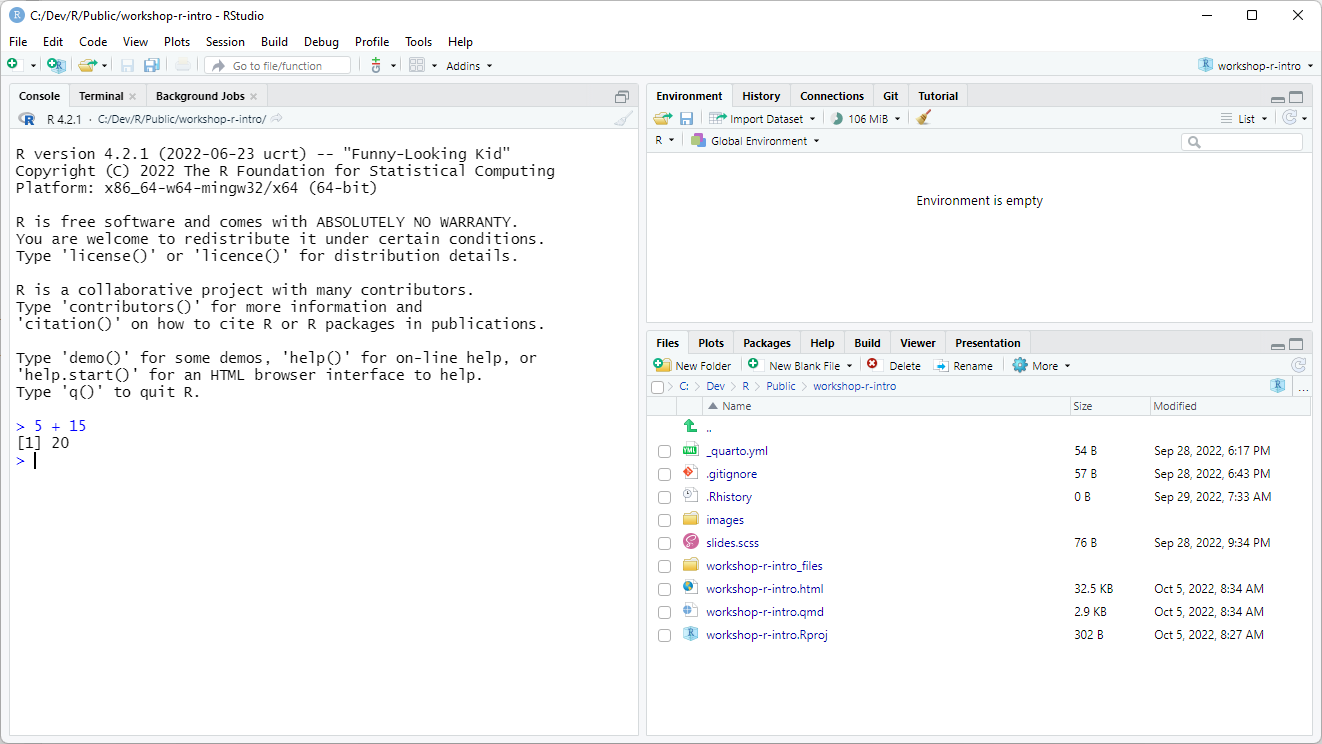 C:/Dev/R/Public/workshop-r-intro - RStudio
File Edit Code View Plots Session Build Debug Profile Tools Help
Go to file/function Addins workshop-r-intro
Console Terminal Background Jobs
R 4.2.1 · C:/Dev/R/Public/workshop-r-intro/
R version 4.2.1 (2022-06-23 ucrt) -- "Funny-Looking Kid"
Copyright (C) 2022 The R Foundation for Statistical Computing
Platform: x86_64-w64-mingw32/x64 (64-bit)
R is free software and comes with ABSOLUTELY NO WARRANTY.
You are welcome to redistribute it under certain conditions.
Type 'license()' or 'licence()' for distribution details.
R is a collaborative project with many contributors.
Type 'contributors()' for more information and
'citation()' on how to cite R or R packages in publications.
Type 'demo()' for some demos, 'help()' for on-line help, or
'help.start()' for an HTML browser interface to help.
Type 'q()' to quit R.
> 5 + 15
[1] 20
>
Environment History Connections Git Tutorial
Import Dataset 106 MiB List
R Global Environment
Environment is empty
Files Plots Packages Help Build Viewer Presentation
New Folder New Blank File Delete Rename More
C: Dev R Public workshop-r-intro ...
Name Size Modified
..
_quarto.yml 54 B Sep 28, 2022, 6:17 PM
.gitignore 57 B Sep 28, 2022, 6:43 PM
.Rhistory 0 B Sep 29, 2022, 7:33 AM
images
slides.scss 76 B Sep 28, 2022, 9:34 PM
workshop-r-intro_files
workshop-r-intro.html 32.5 KB Oct 5, 2022, 8:34 AM
workshop-r-intro.qmd 2.9 KB Oct 5, 2022, 8:34 AM
workshop-r-intro.Rproj 302 B Oct 5, 2022, 8:27 AM